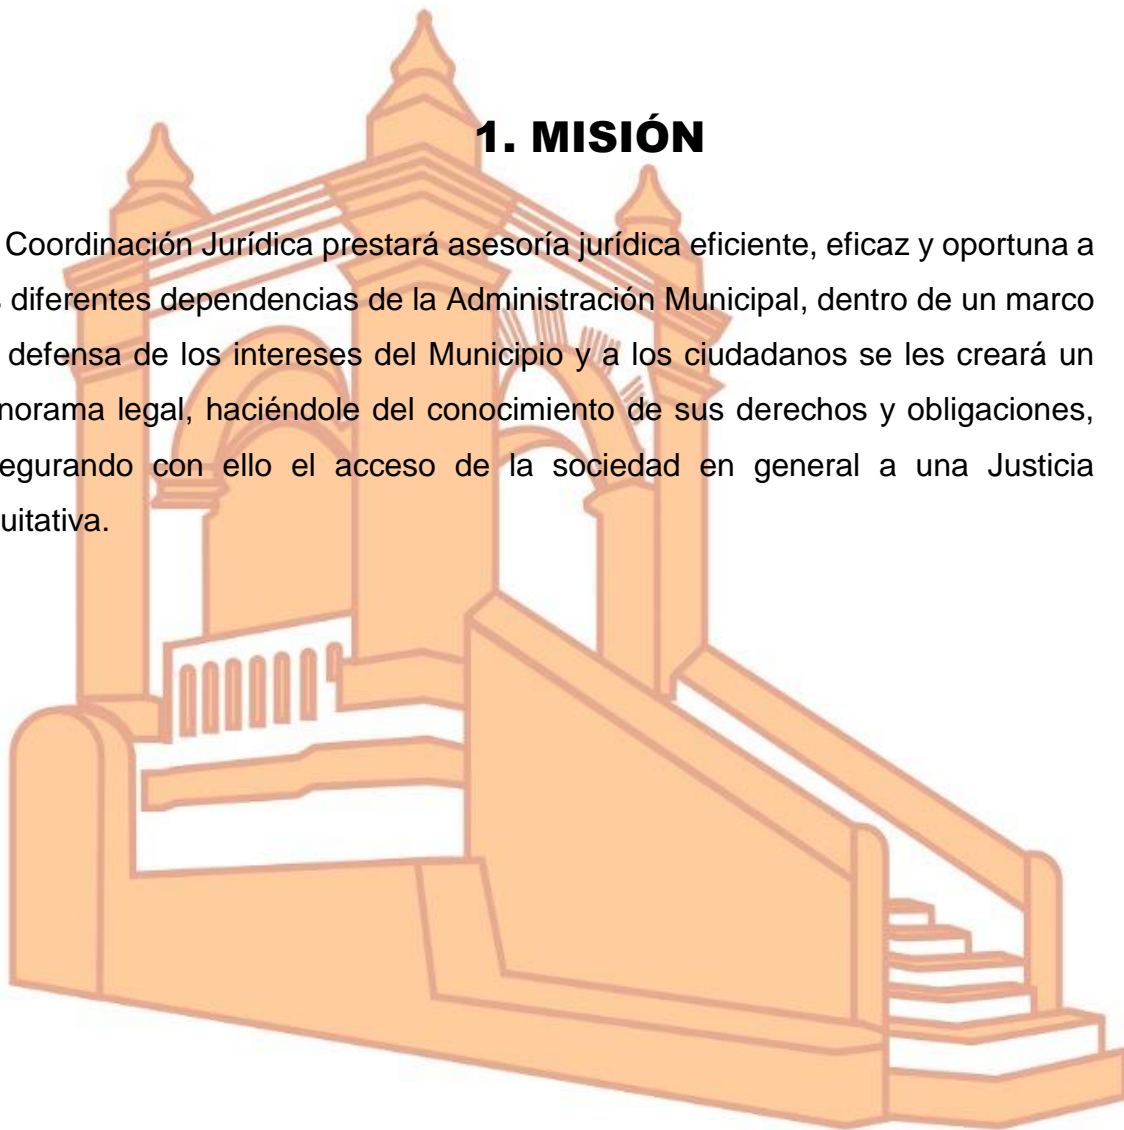 1. MISIÓN
Coordinación Jurídica prestará asesoría jurídica eficiente, eficaz y oportuna a
s diferentes dependencias de la Administración Municipal, dentro de un marco
defensa de los intereses del Municipio y a los ciudadanos se les creará un
norama legal, haciéndole del conocimiento de sus derechos y obligaciones,
egurando con ello el acceso de la sociedad en general a una Justicia
uitativa.